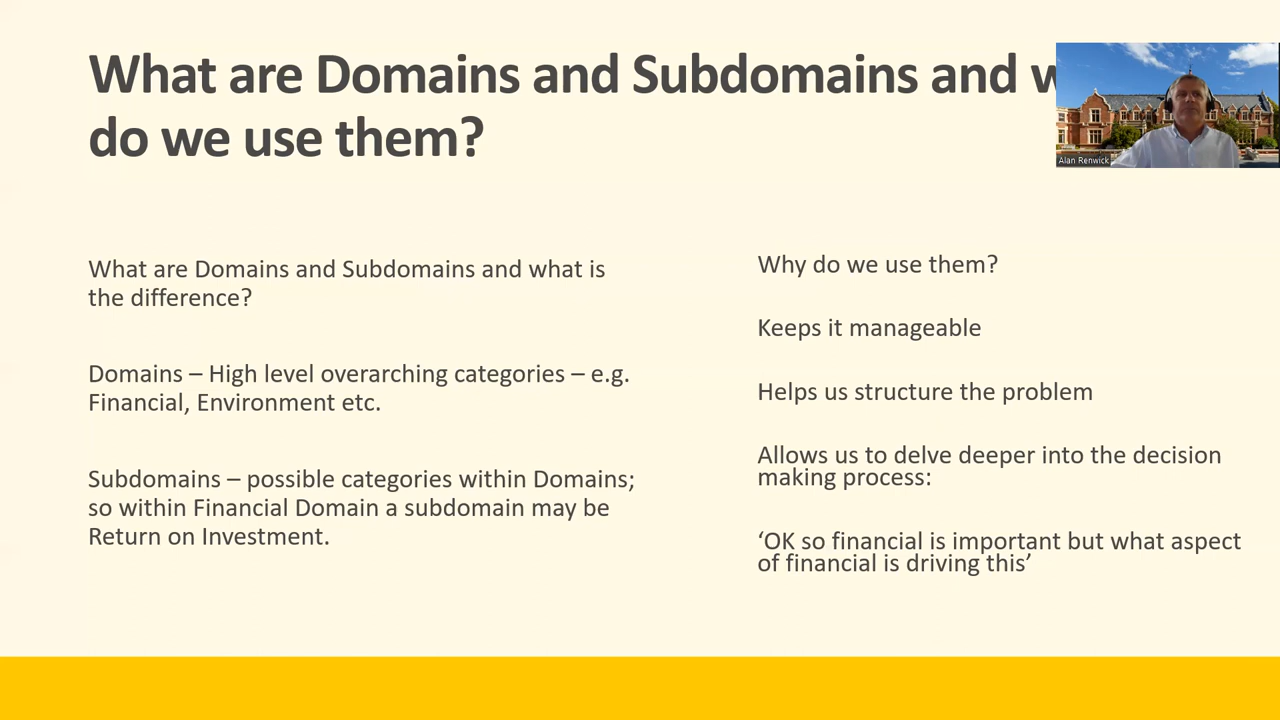 What are Domains and Subdomains and
do we use them?
Alan Renwick
What are Domains and Subdomains and what is
the difference?
Domains – High level overarching categories – e.g.
Financial, Environment etc.
Subdomains – possible categories within Domains;
so within Financial Domain a subdomain may be
Return on Investment.
Why do we use them?
Keeps it manageable
Helps us structure the problem
Allows us to delve deeper into the decision
making process:
‘OK so financial is important but what aspect
of financial is driving this’